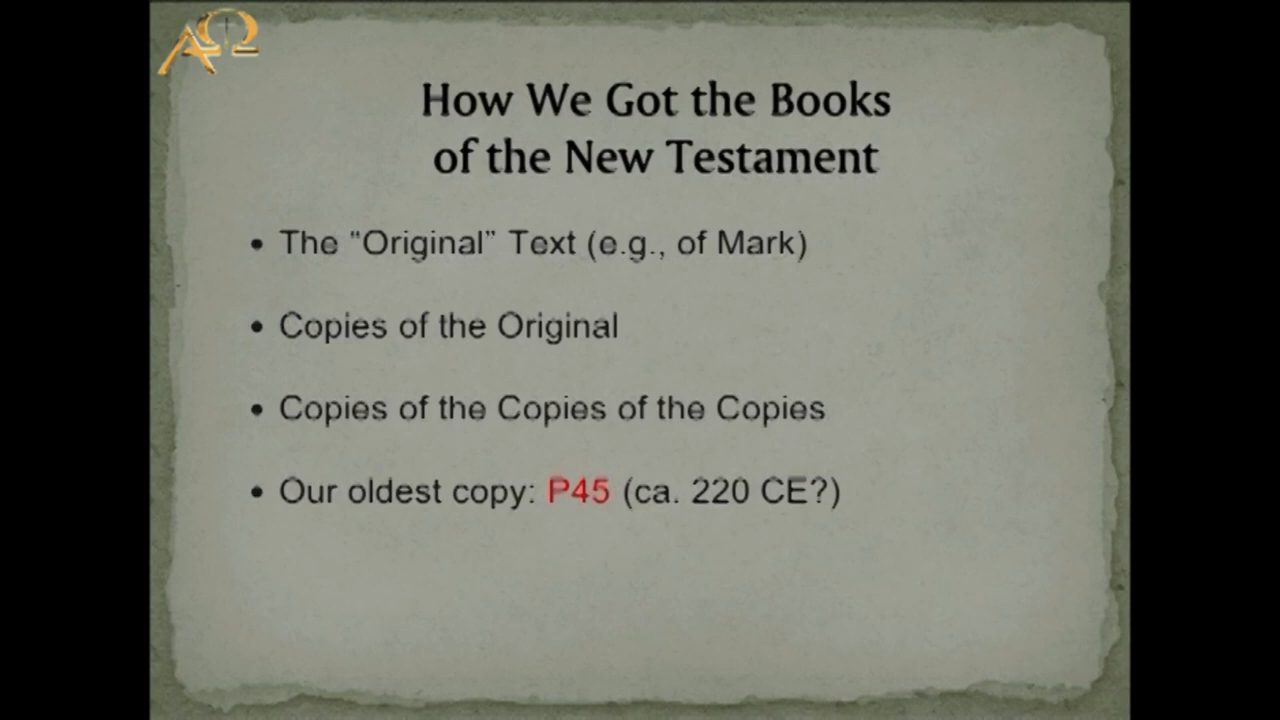 ΑΩ
How We Got the Books
of the New Testament
• The "Original" Text (e.g., of Mark)
• Copies of the Original
• Copies of the Copies of the Copies
• Our oldest copy: P45 (ca. 220 CE?)